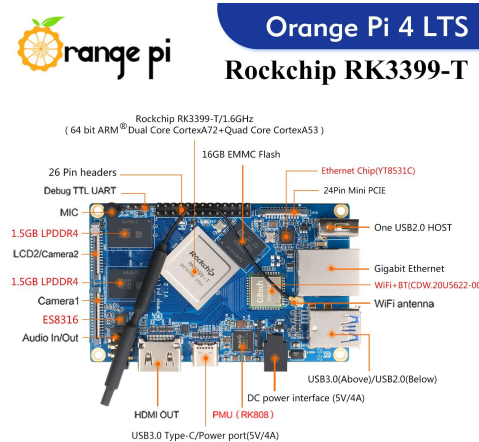 Orange Pi 4 LTS
range pi
Rockchip RK3399-T
Rockchip RK3399-T/1.6GHz
( 64 bit ARM®Dual Core CortexA72+Quad Core CortexA53 )
16GB EMMC Flash
26 Pin headers
Ethernet Chip(YT8531C)
Debug TTL UART
24Pin Mini PCIE
MIC
1.5GB LPDDR4
One USB2.0 HOST
LCD2/Camera2
Rockchip
RK3399-T
Gigabit Ethernet
1.5GB LPDDR4
WiFi+BT(CDW.20U5622-00
Camera1
WiFi antenna
ES8316
Audio In/Out
USB3.0(Above)/USB2.0(Below)
DC power interface (5V/4A)
HDMI OUT
PMU（RK808）
USB3.0 Type-C/Power port(5V/4A)